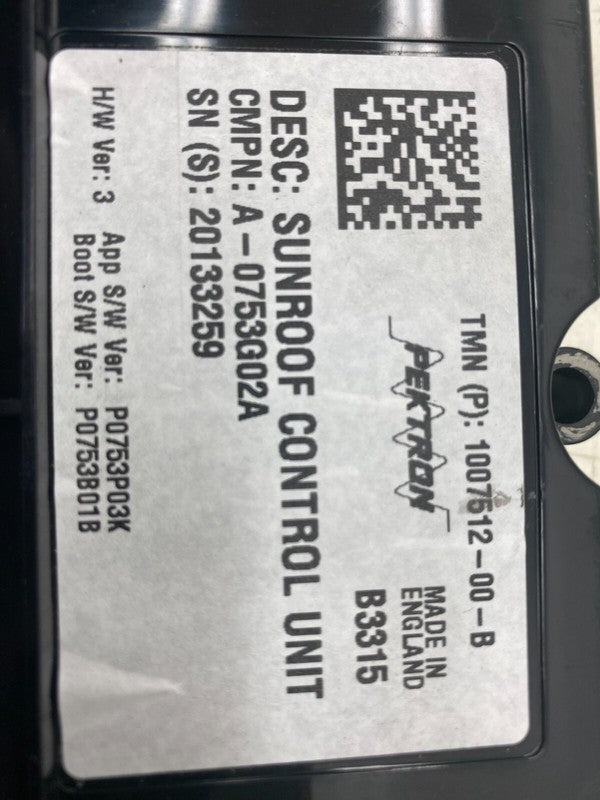 TMN (P): 1007512-00-B
PEKTRON
MADE IN
ENGLAND
B3315
DESC: SUNROOF CONTROL UNIT
CMPN: A-0753G02A
SN (S): 20133259
H/W Ver: 3 App S/W Ver: P0753P03K
Boot S/W Ver: P0753B01B